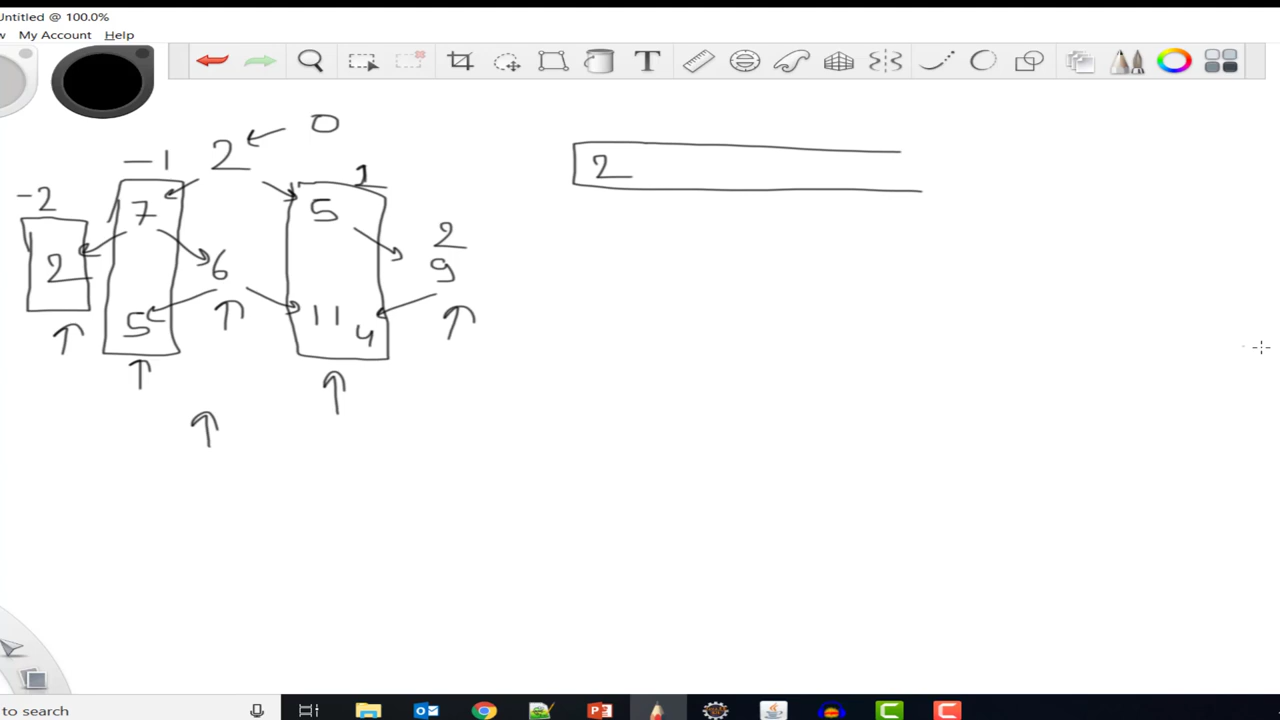 Untitled @ 100.0%
w My Account Help
T
0
-1 2 1
-2 7 5 2
2 6 9
5 11 4
2
to search